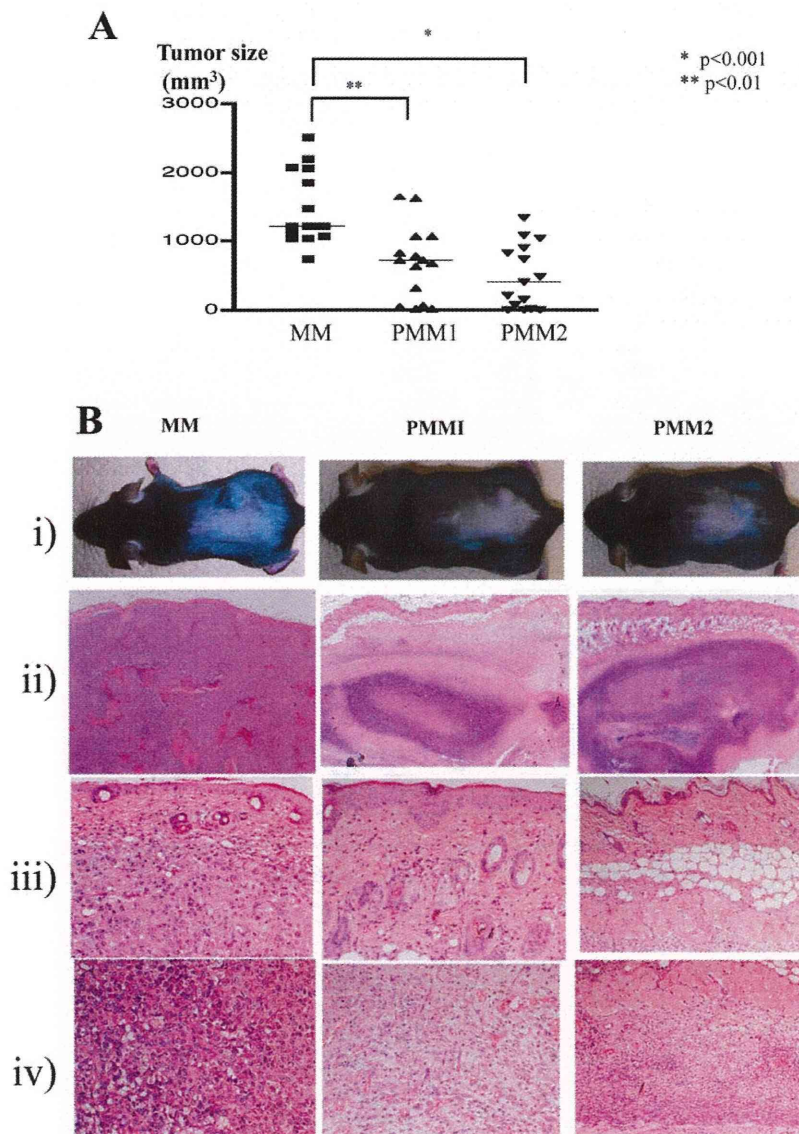 A
Tumor size
(mm³)
*
* p<0.001
** p<0.01
**
3000
2000
1000
0
MM PMM1 PMM2
B
MM PMMI PMM2
i)
ii)
iii)
iv)